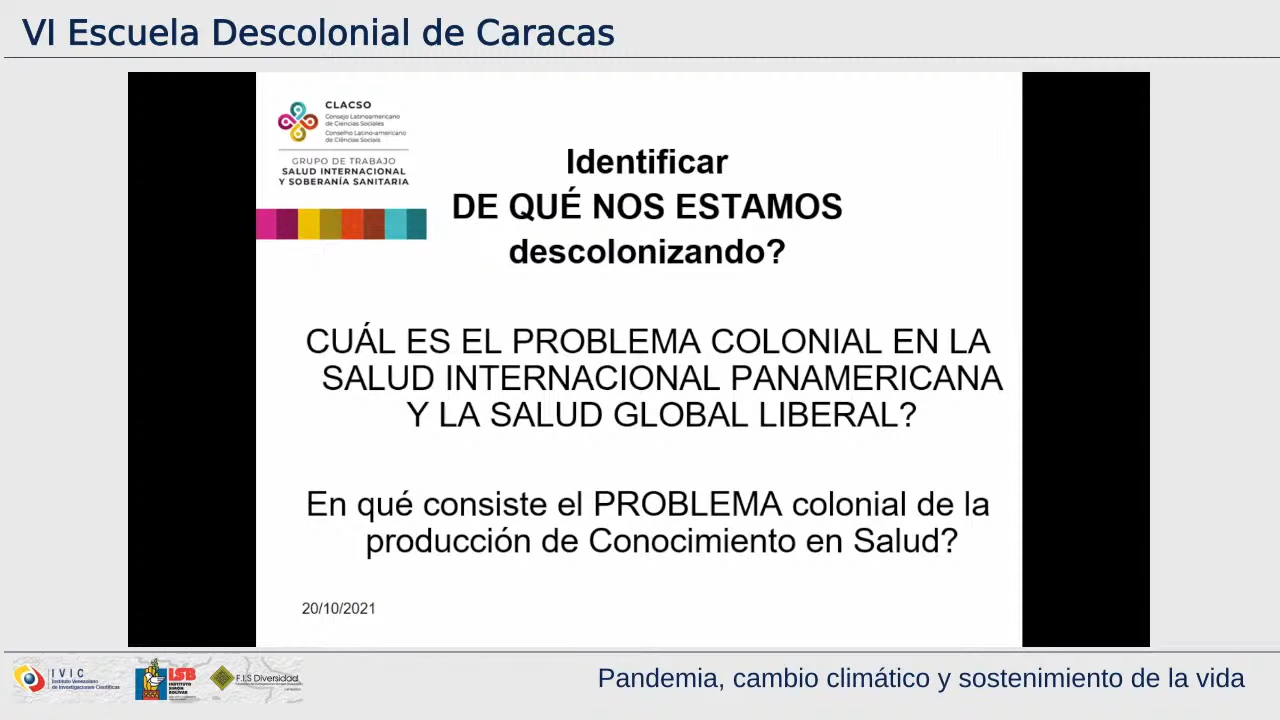 VI Escuela Descolonial de Caracas
CLACSO
Consejo Latinoamericano
de Ciencias Sociales
Conselho Latino-americano
de Ciências Sociais
GRUPO DE TRABAJO
SALUD INTERNACIONAL
Y SOBERANÍA SANITARIA
Identificar
DE QUÉ NOS ESTAMOS
descolonizando?
CUÁL ES EL PROBLEMA COLONIAL EN LA
SALUD INTERNACIONAL PANAMERICANA
Y LA SALUD GLOBAL LIBERAL?
En qué consiste el PROBLEMA colonial de la
producción de Conocimiento en Salud?
20/10/2021
IVIC
Instituto Venezolano
de Investigaciones Científicas
ISB
INSTITUTO
SIMÓN
BOLÍVAR
F.I.S Diversidad
Pandemia, cambio climático y sostenimiento de la vida